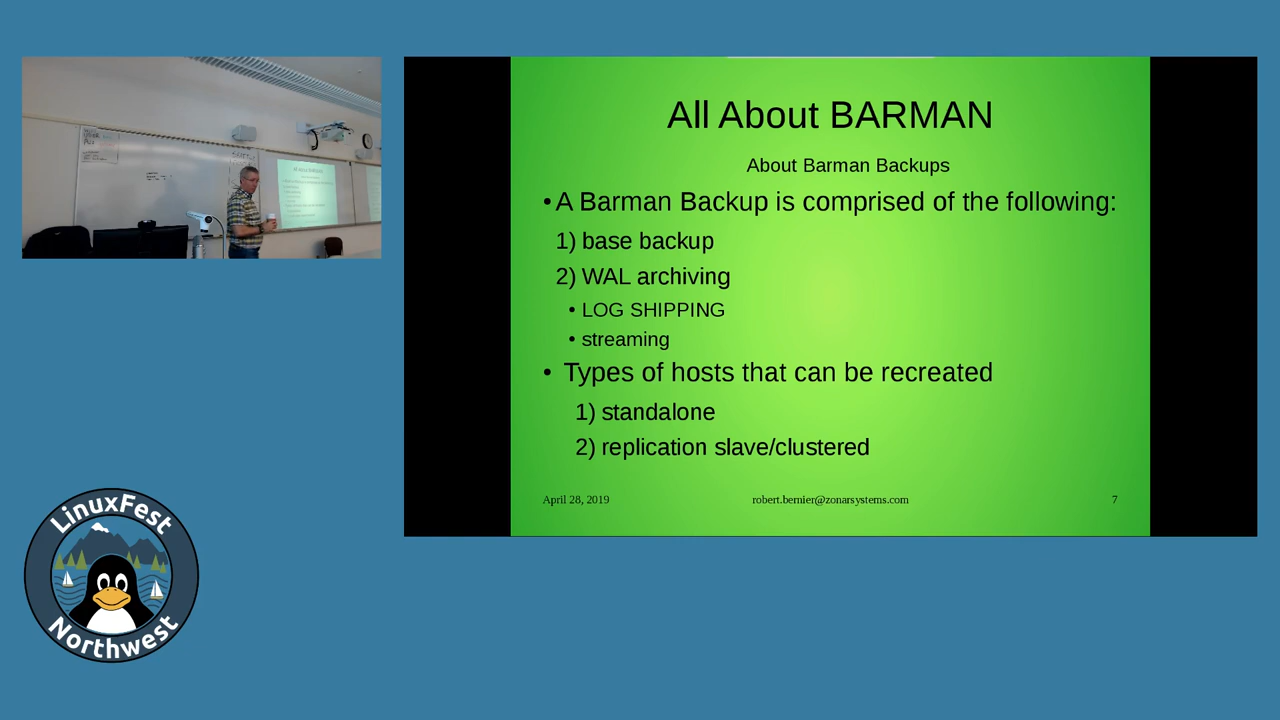 All About BARMAN
About Barman Backups
• A Barman Backup is comprised of the following:
1) base backup
2) WAL archiving
• LOG SHIPPING
• streaming
• Types of hosts that can be recreated
1) standalone
2) replication slave/clustered
April 28, 2019 robert.bernier@zonarsystems.com 7
LinuxFest
Northwest